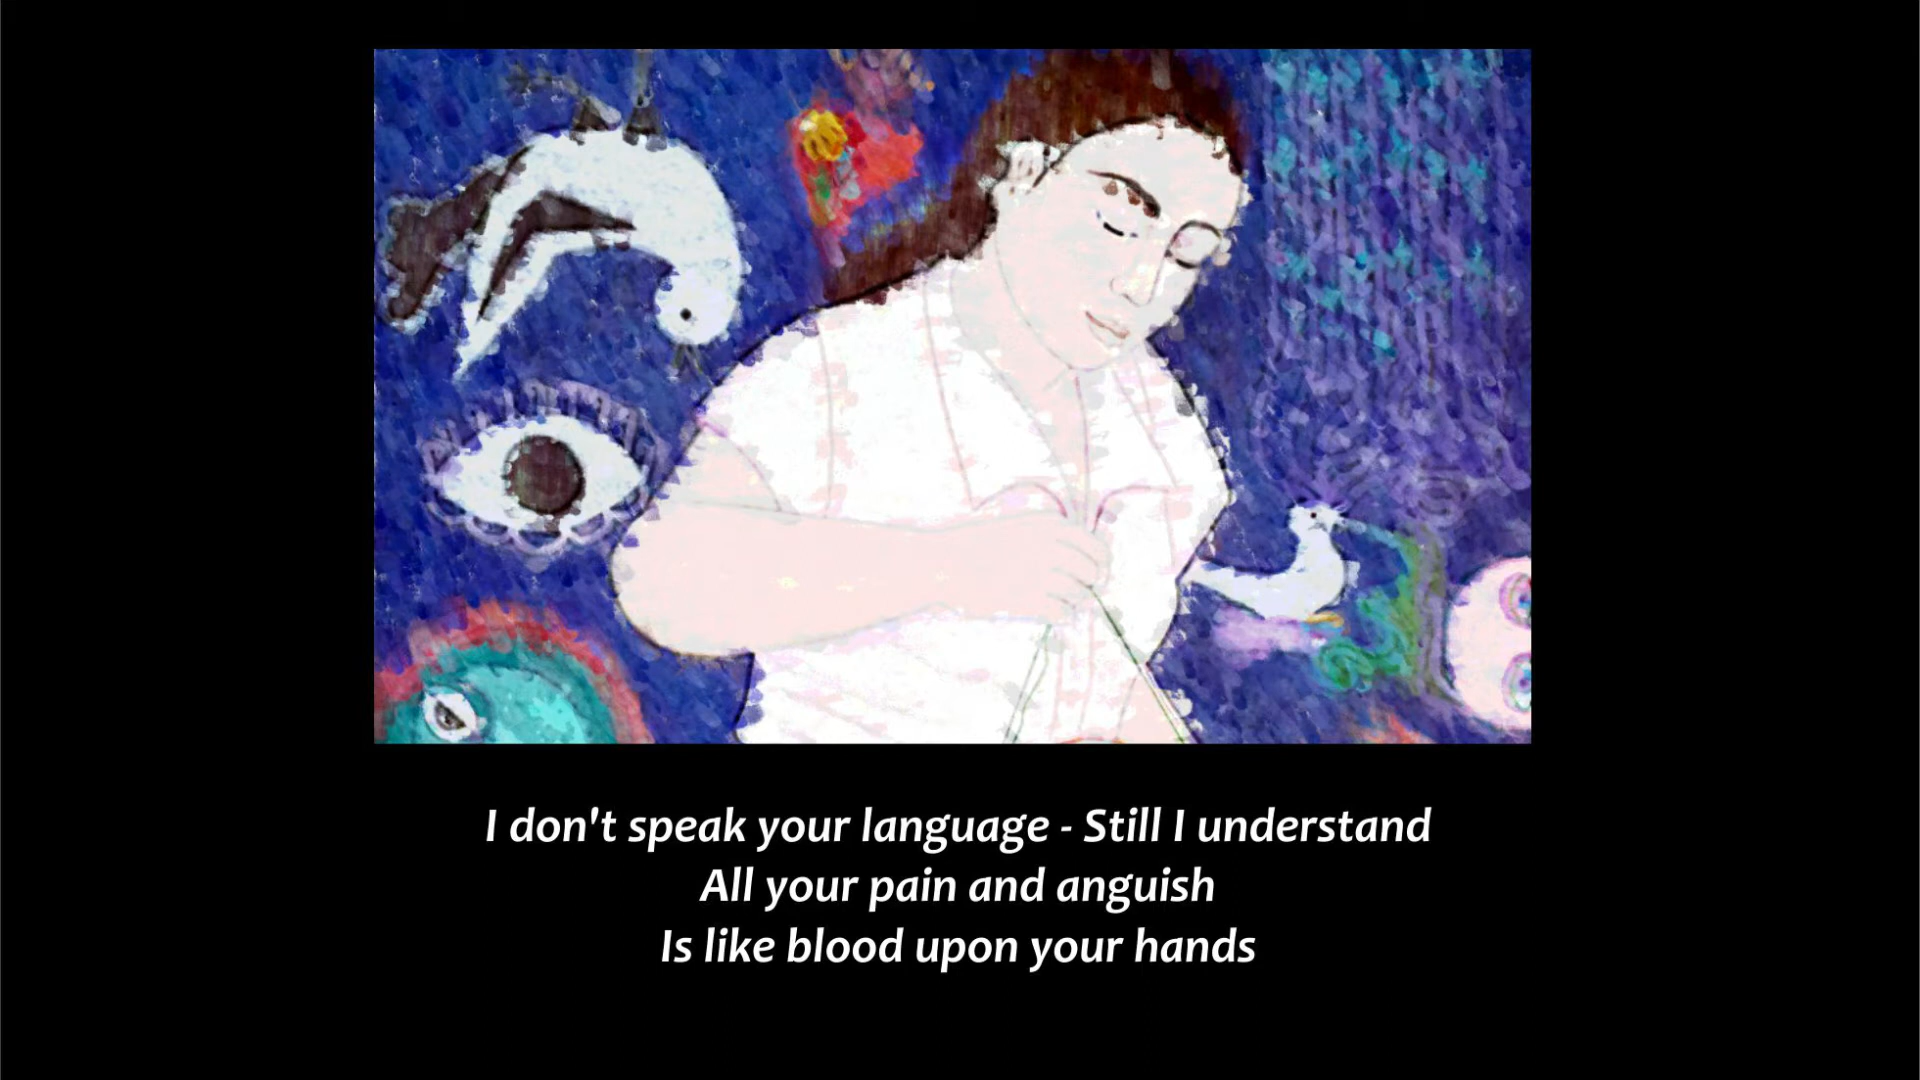 I don't speak your language - Still I understand
All your pain and anguish
Is like blood upon your hands